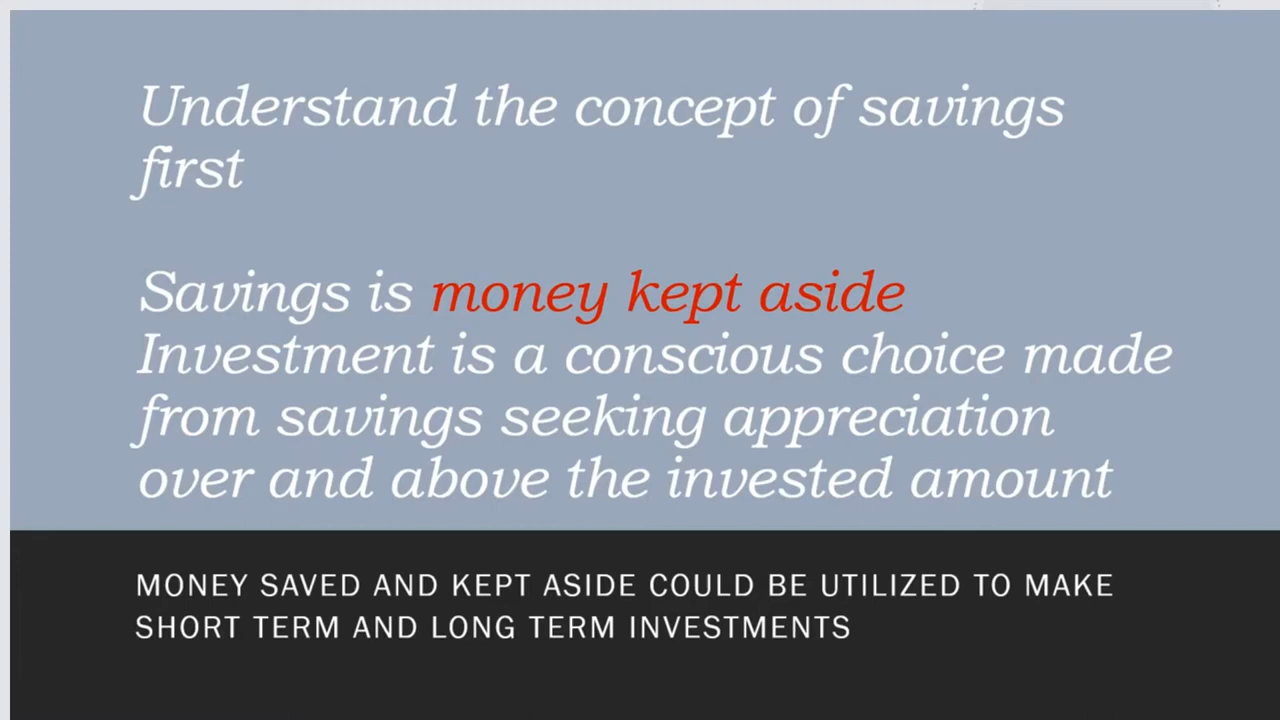 Understand the concept of savings
first
Savings is money kept aside
Investment is a conscious choice made
from savings seeking appreciation
over and above the invested amount
MONEY SAVED AND KEPT ASIDE COULD BE UTILIZED TO MAKE
SHORT TERM AND LONG TERM INVESTMENTS